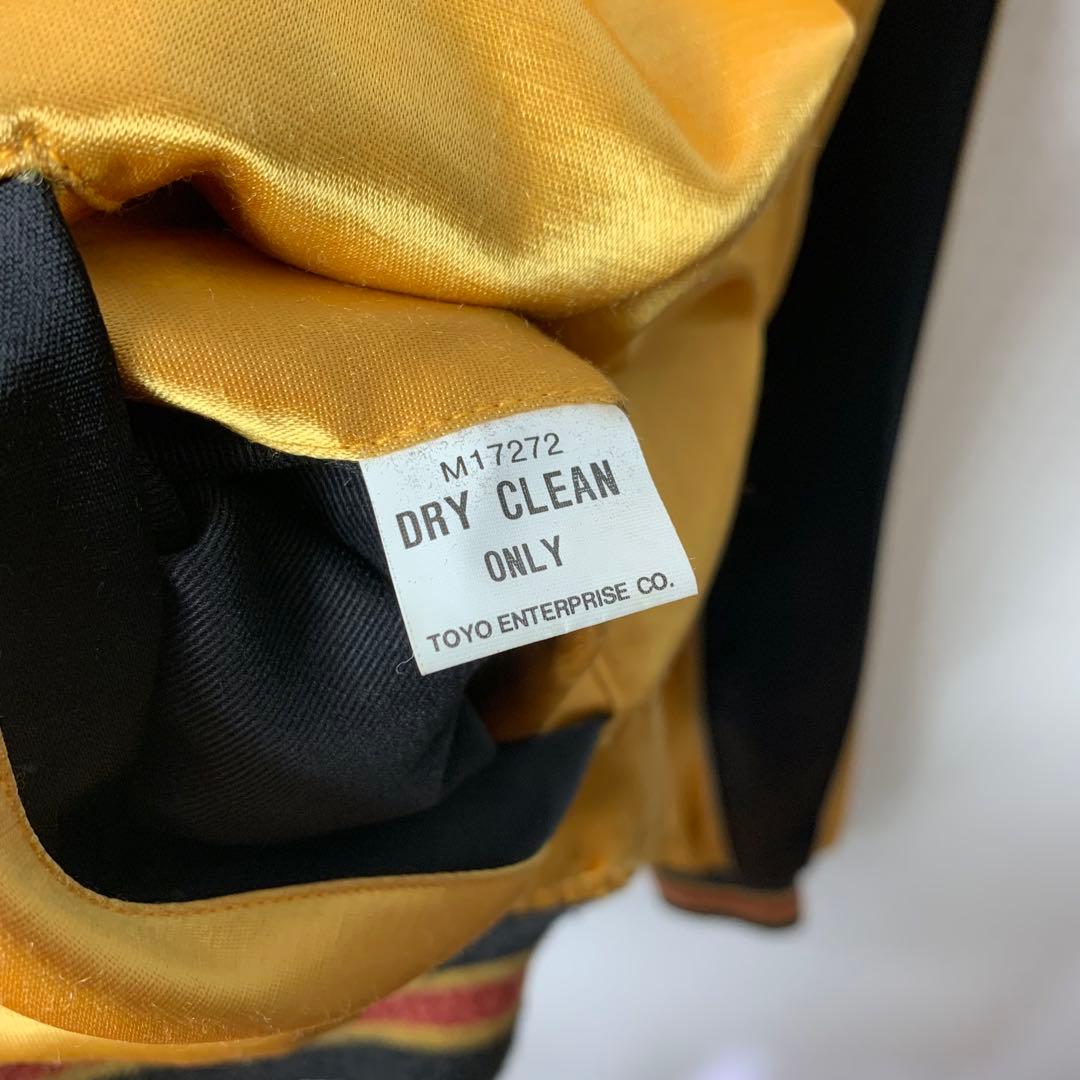 M17272
DRY CLEAN
ONLY
TOYO ENTERPRISE CO.